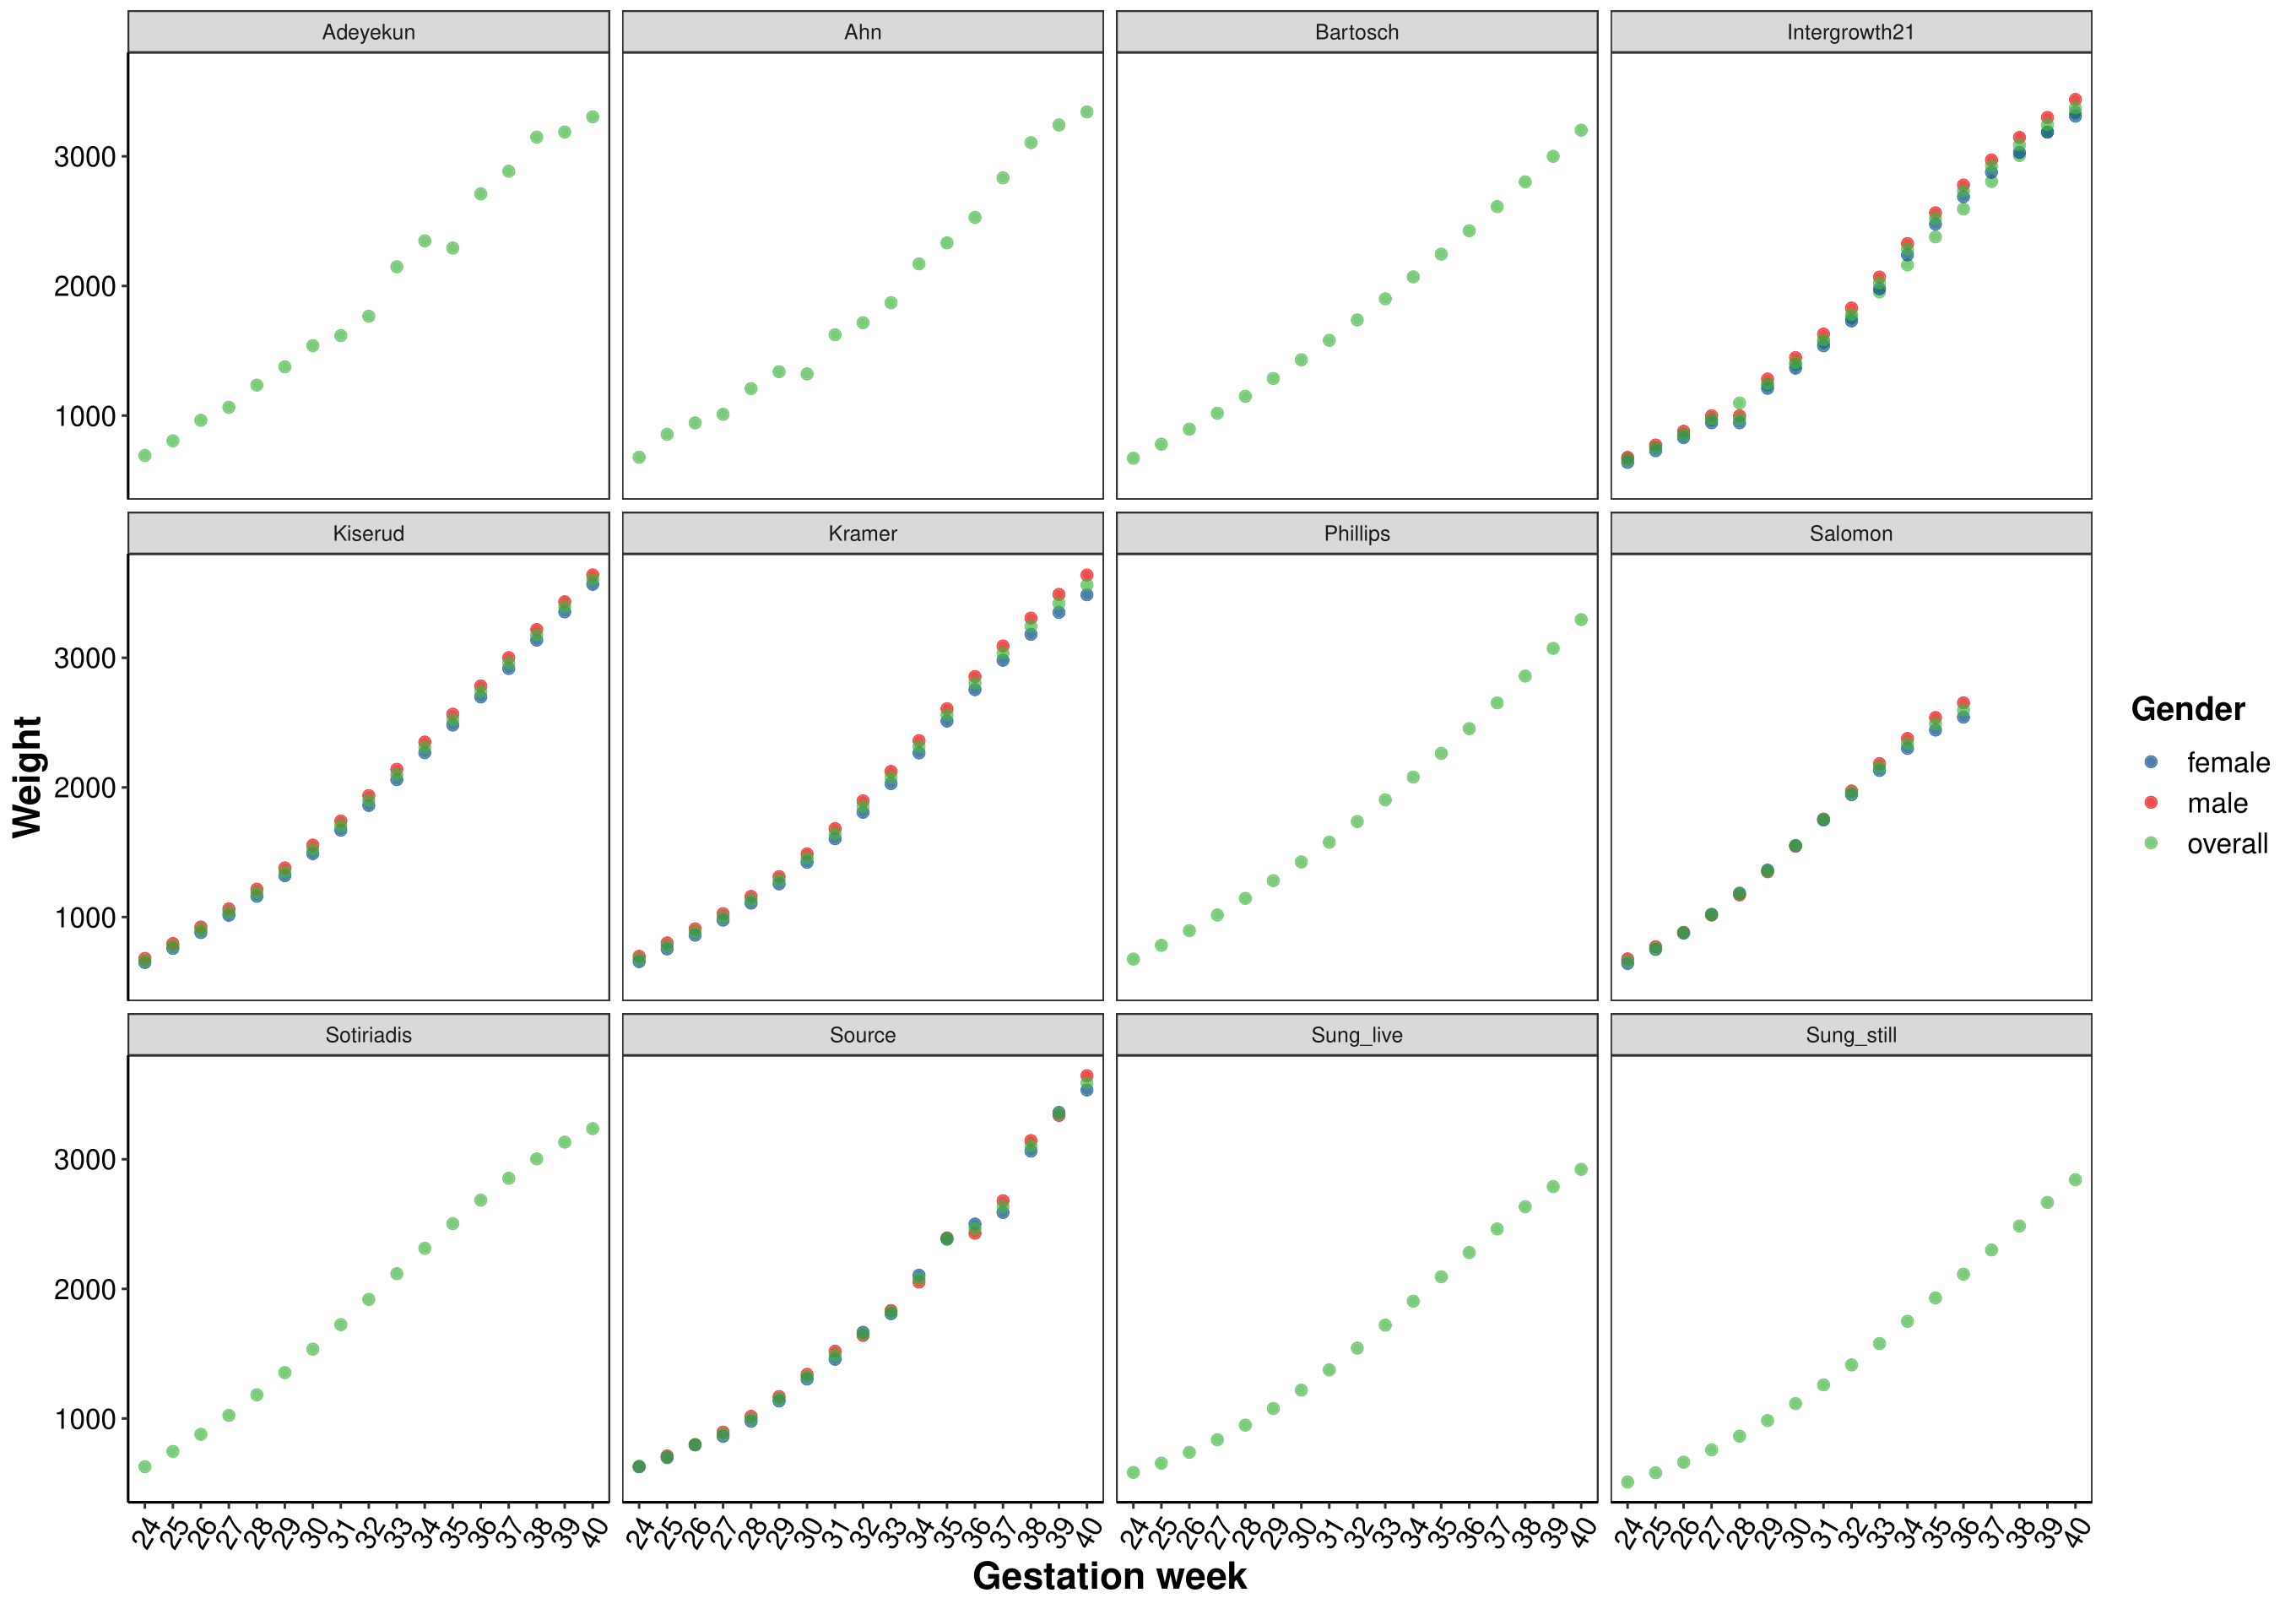 Adeyekun Ahn Bartosch Intergrowth21
3000
2000
1000
Kiserud Kramer Phillips Salomon
3000
2000
1000
Weight
Gender
female
male
overall
Sotiriadis Source Sung_live Sung_still
3000
2000
1000
24 25 26 27 28 29 30 31 32 33 34 35 36 37 38 39 40 24 25 26 27 28 29 30 31 32 33 34 35 36 37 38 39 40 24 25 26 27 28 29 30 31 32 33 34 35 36 37 38 39 40 24 25 26 27 28 29 30 31 32 33 34 35 36 37 38 39 40
Gestation week